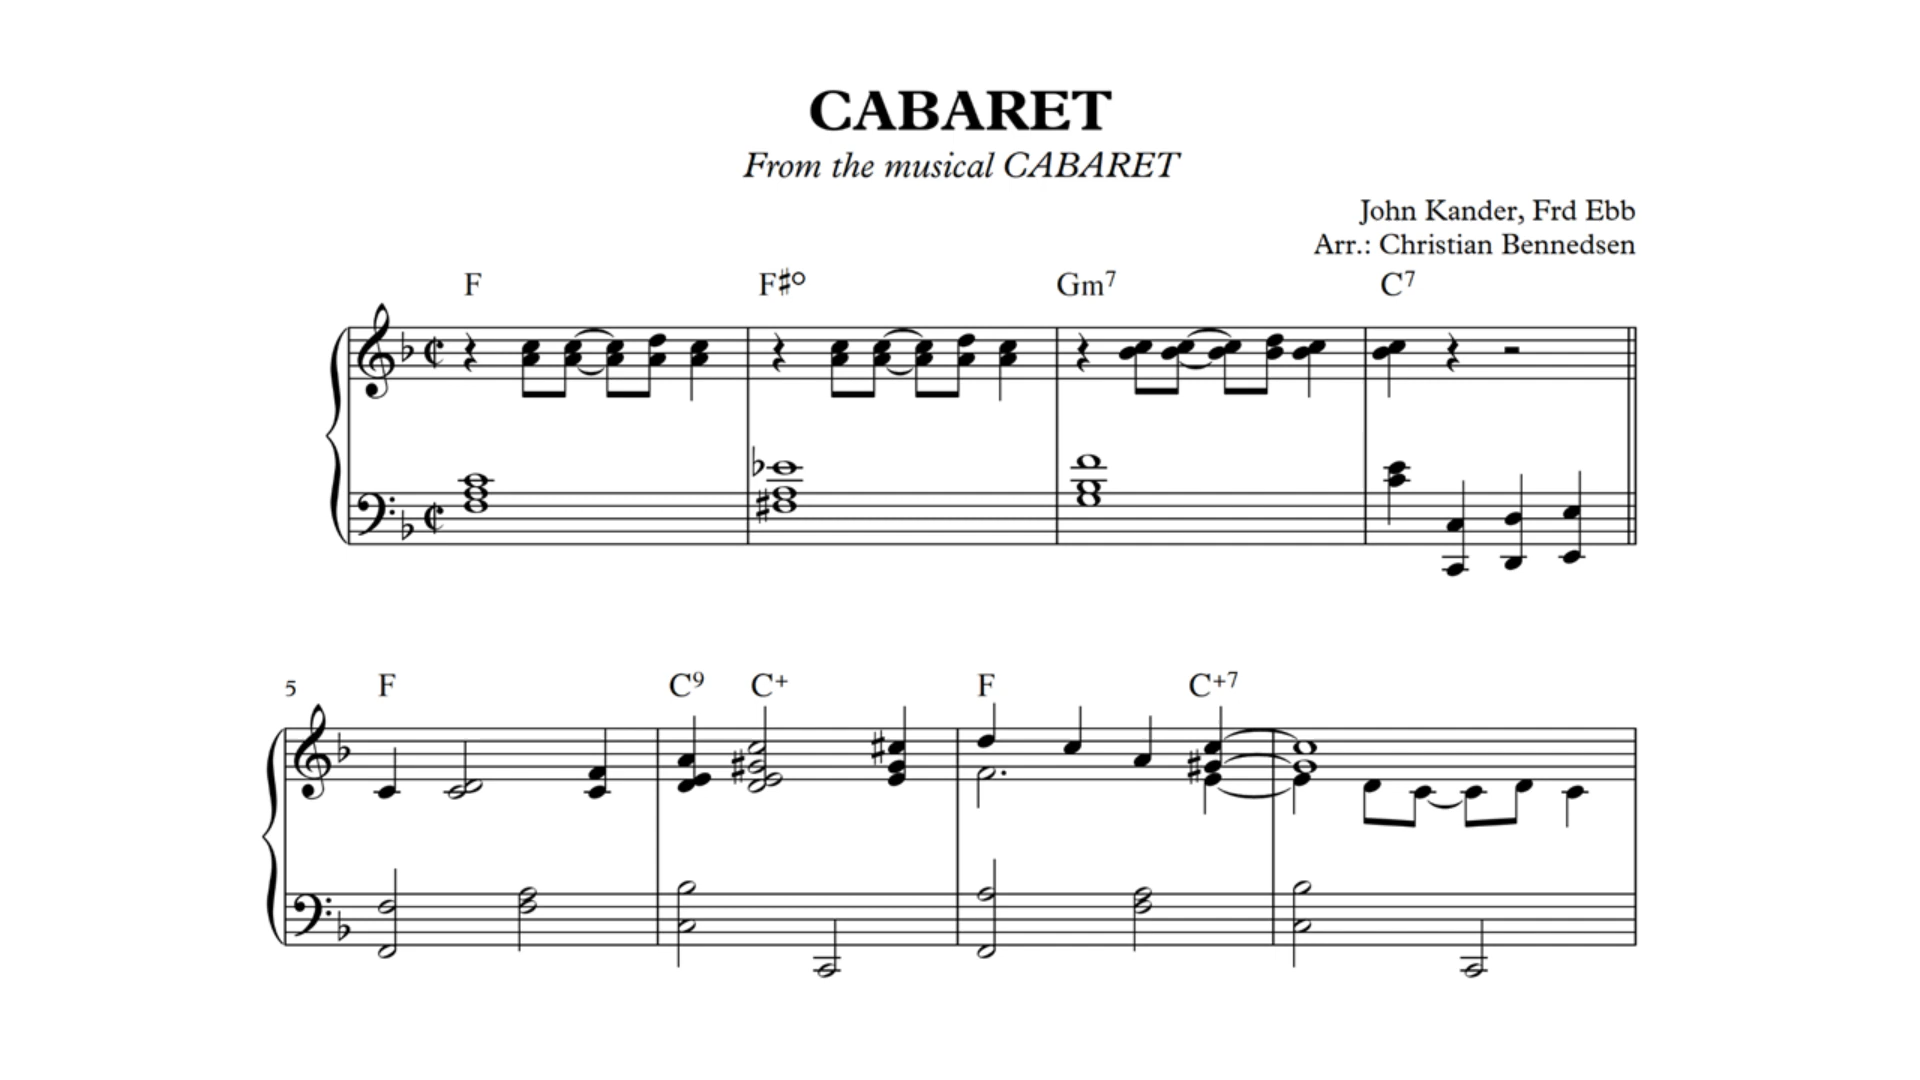 CABARET
From the musical CABARET
John Kander, Frd Ebb
Arr.: Christian Bennedsen
F F♯○ Gm7 C7
5 F C9 C+ F C+7